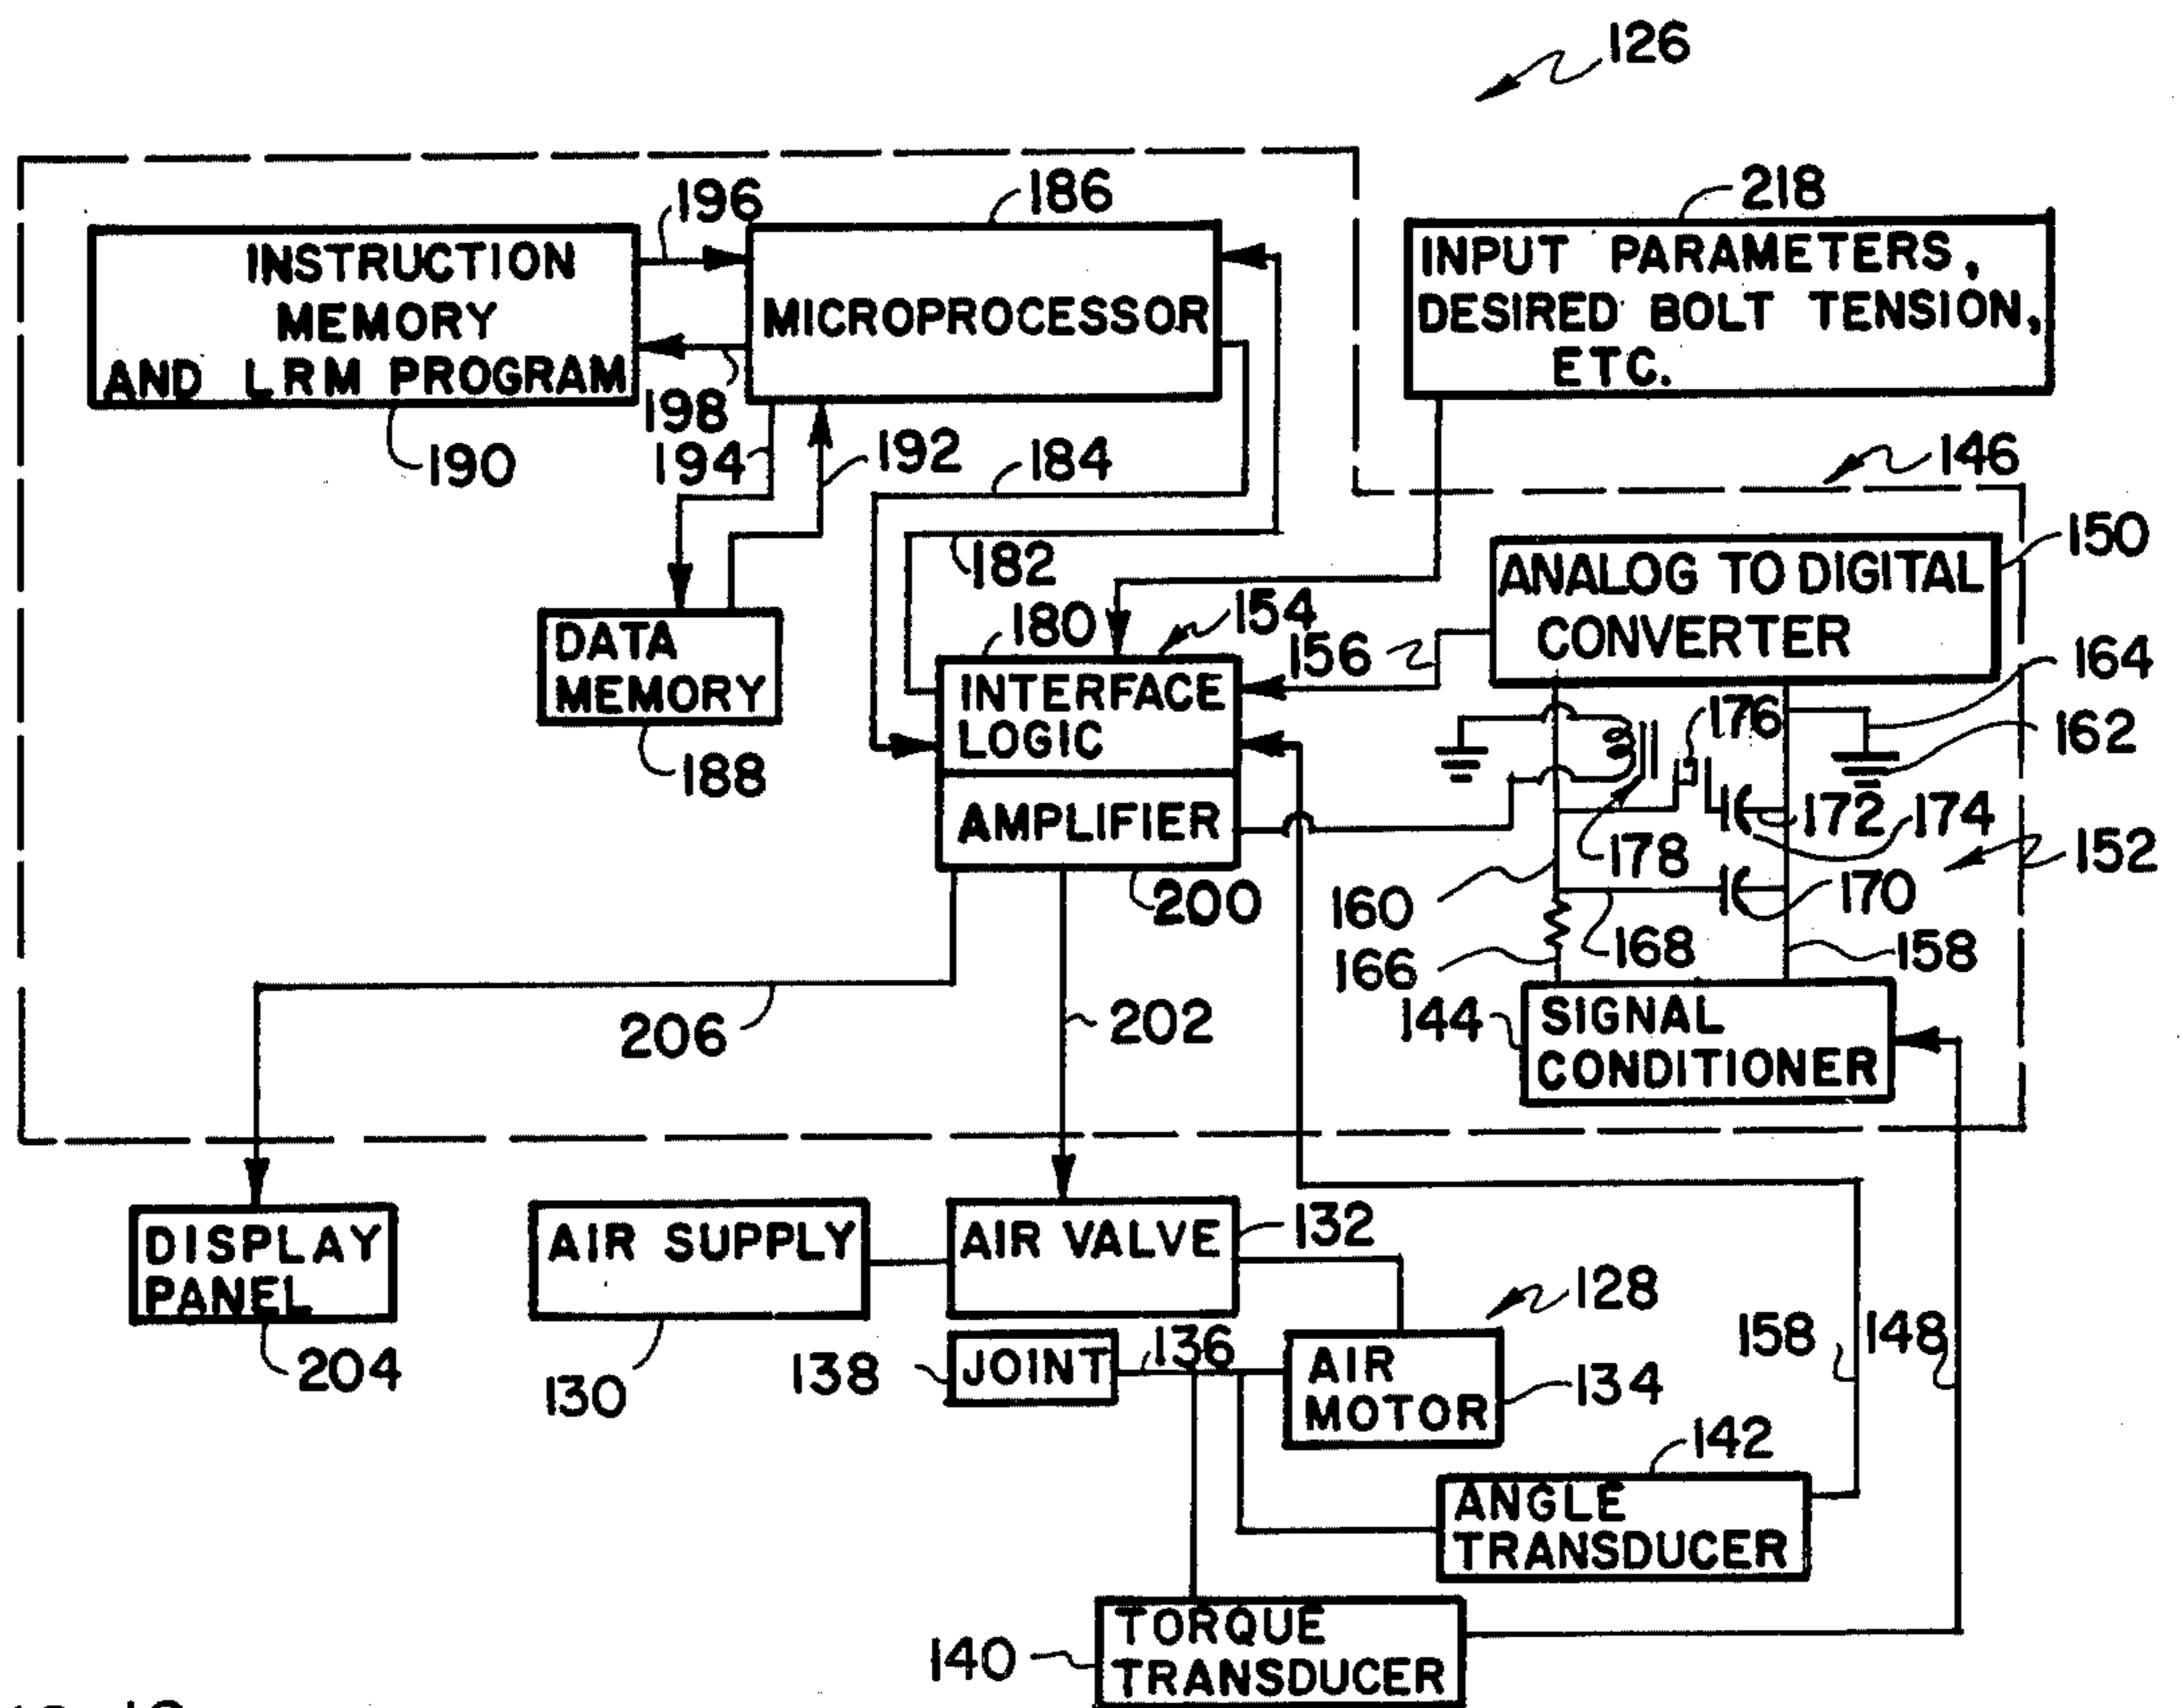 126
196
186
218
INSTRUCTION
MEMORY
AND LRM PROGRAM
MICROPROCESSOR
INPUT PARAMETERS,
DESIRED BOLT TENSION,
ETC.
198
190
194
192
184
146
182
150
ANALOG TO DIGITAL
CONVERTER
DATA
MEMORY
188
180
154
156
INTERFACE
LOGIC
AMPLIFIER
200
164
176
162
172
174
178
152
160
170
168
166
158
206
202
144
SIGNAL
CONDITIONER
DISPLAY
PANEL
204
AIR SUPPLY
130
AIR VALVE
132
128
158
148
138
JOINT
136
AIR
MOTOR
134
142
ANGLE
TRANSDUCER
140
TORQUE
TRANSDUCER